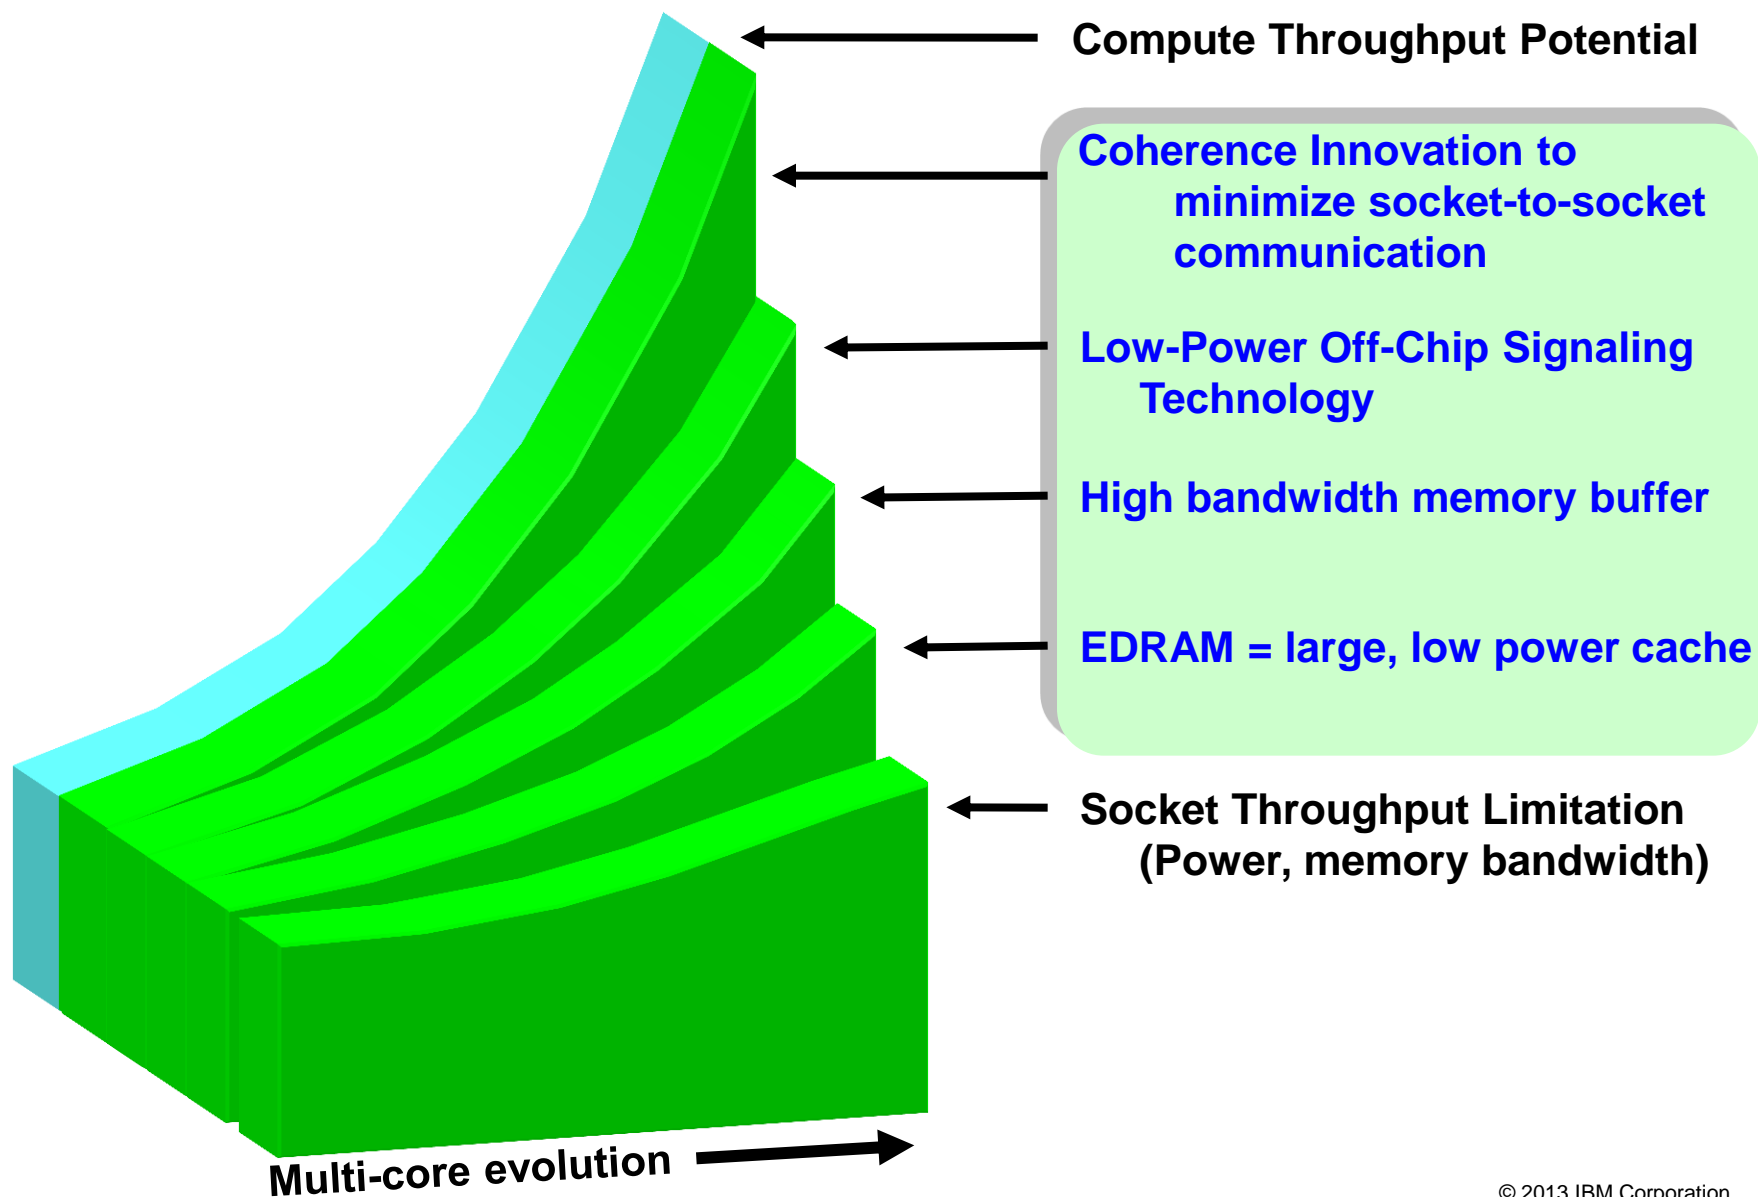 Compute Throughput Potential
Coherence Innovation to
minimize socket-to-socket
communication
Low-Power Off-Chip Signaling
Technology
High bandwidth memory buffer
EDRAM = large, low power cache
Socket Throughput Limitation
(Power, memory bandwidth)
Multi-core evolution
© 2013 IBM Corporation